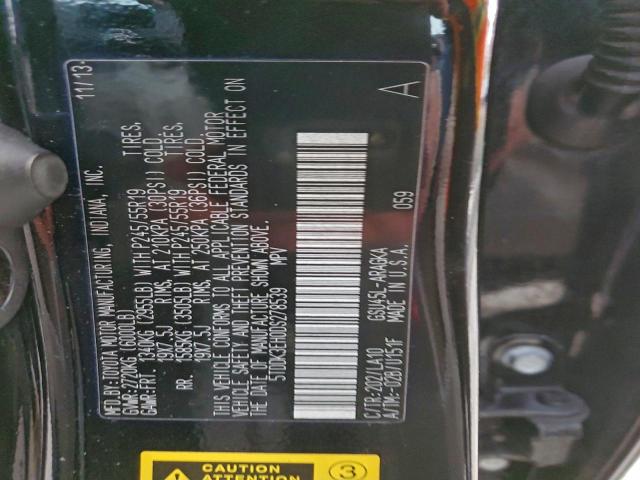 MFD.BY: TOYOTA MOTOR MANUFACTURING, INDIANA, INC. 11/13
GVWR: 2720KG (6000LB)
GAWR: FRT. 1340KG (2955LB) WITH P245/55R19 TIRES,
19X7.5J RIMS, AT 210KPA (30PSI) COLD
RR. 1585KG (3505LB) WITH P245/55R19 TIRES,
19X7.5J RIMS, AT 250KPA (36PSI) COLD.
THIS VEHICLE CONFORMS TO ALL APPLICABLE FEDERAL MOTOR
VEHICLE SAFETY AND THEFT PREVENTION STANDARDS IN EFFECT ON
THE DATE OF MANUFACTURE SHOWN ABOVE.
5TDDK3EH0DS278539 MPV
A
C/TR: 202/LA10 GSU45L-ARAGKA 059
A/TM: -02B/U151F MADE IN U.S.A.
CAUTION
ATTENTION
3